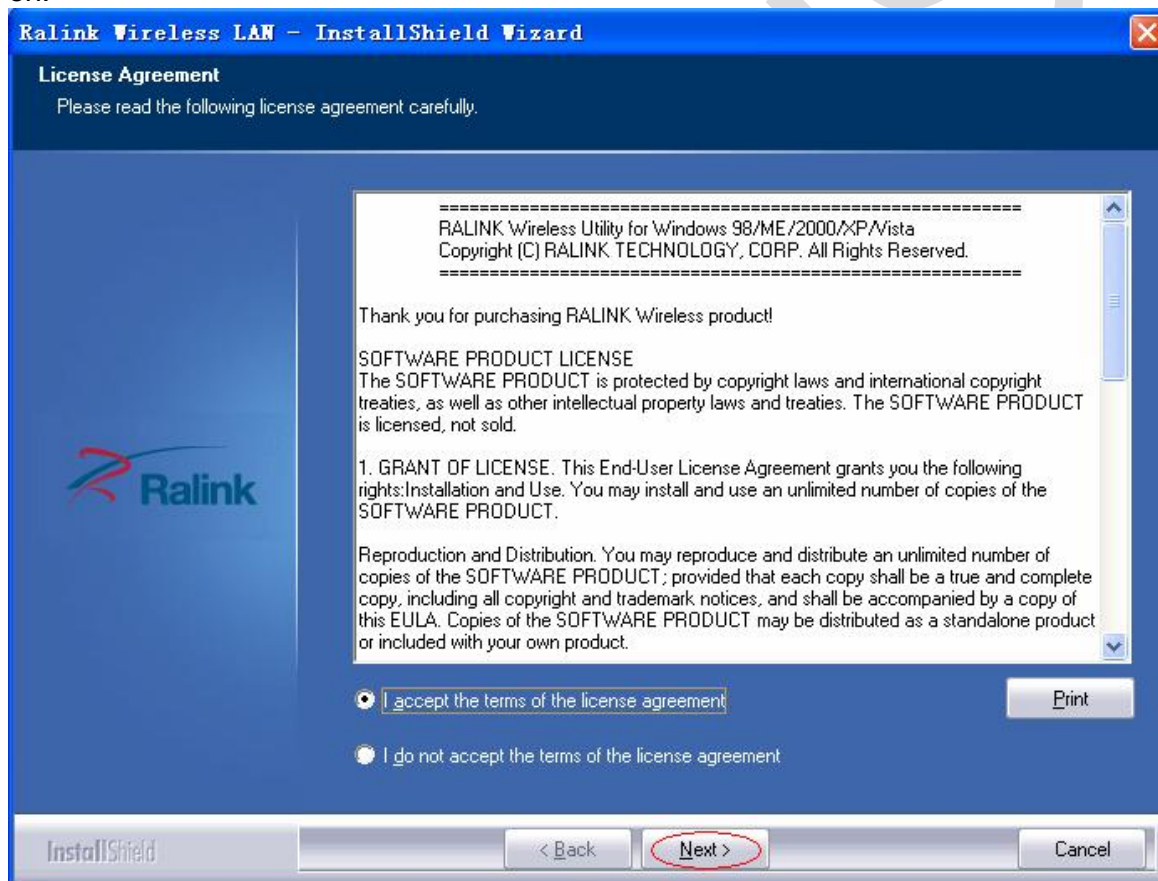 Ralink Wireless LAN - InstallShield Wizard
License Agreement
Please read the following license agreement carefully.
==========================================================
RALINK Wireless Utility for Windows 98/ME/2000/XP/Vista
Copyright (C) RALINK TECHNOLOGY, CORP. All Rights Reserved.
==========================================================
Thank you for purchasing RALINK Wireless product!
SOFTWARE PRODUCT LICENSE
The SOFTWARE PRODUCT is protected by copyright laws and international copyright
treaties, as well as other intellectual property laws and treaties. The SOFTWARE PRODUCT
is licensed, not sold.
1. GRANT OF LICENSE. This End-User License Agreement grants you the following
rights:Installation and Use. You may install and use an unlimited number of copies of the
SOFTWARE PRODUCT.
Reproduction and Distribution. You may reproduce and distribute an unlimited number of
copies of the SOFTWARE PRODUCT; provided that each copy shall be a true and complete
copy, including all copyright and trademark notices, and shall be accompanied by a copy of
this EULA. Copies of the SOFTWARE PRODUCT may be distributed as a standalone product
or included with your own product.
Ralink
I accept the terms of the license agreement
Print
I do not accept the terms of the license agreement
InstallShield
< Back
Next >
Cancel